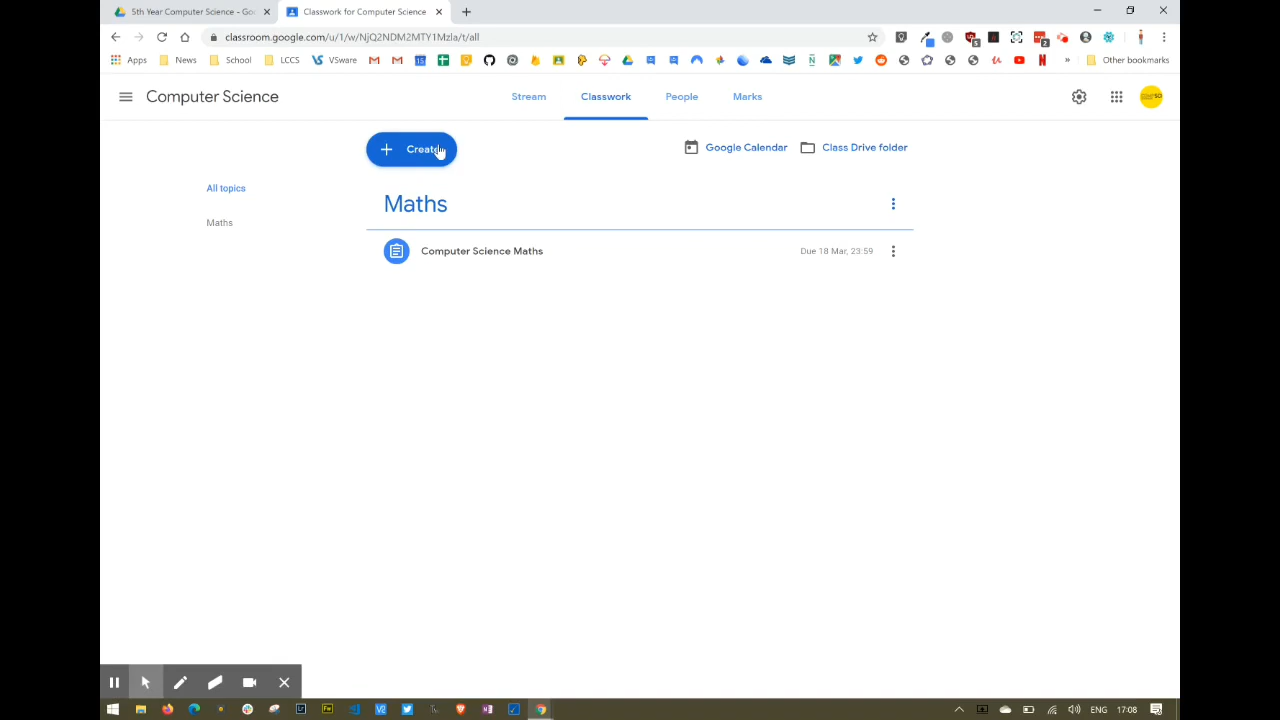 5th Year Computer Science - Goo
Classwork for Computer Science
classroom.google.com/u/1/w/NjQ2NDM2MTY1Mzla/t/all
Apps
News
School
LCCS
VSware
Other bookmarks
Computer Science
Stream
Classwork
People
Marks
Create
Google Calendar
Class Drive folder
All topics
Maths
Maths
Computer Science Maths
Due 18 Mar, 23:59
ENG
17:08